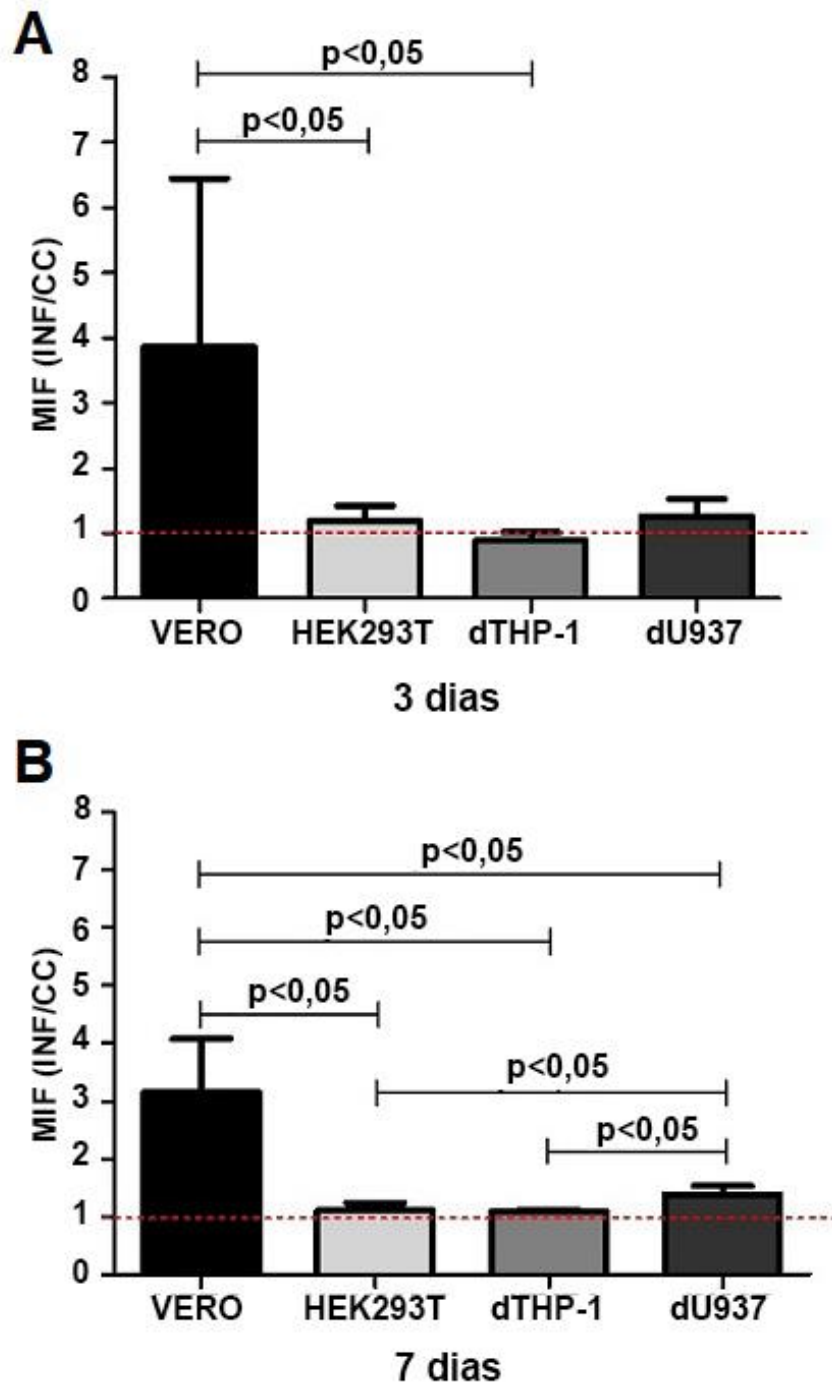 A
p<0,05
p<0,05
MIF (INF/CC)
8
7
6
5
4
3
2
1
0
VERO HEK293T dTHP-1 dU937
3 dias
B
p<0,05
p<0,05
p<0,05
p<0,05
p<0,05
MIF (INF/CC)
8
7
6
5
4
3
2
1
0
VERO HEK293T dTHP-1 dU937
7 dias